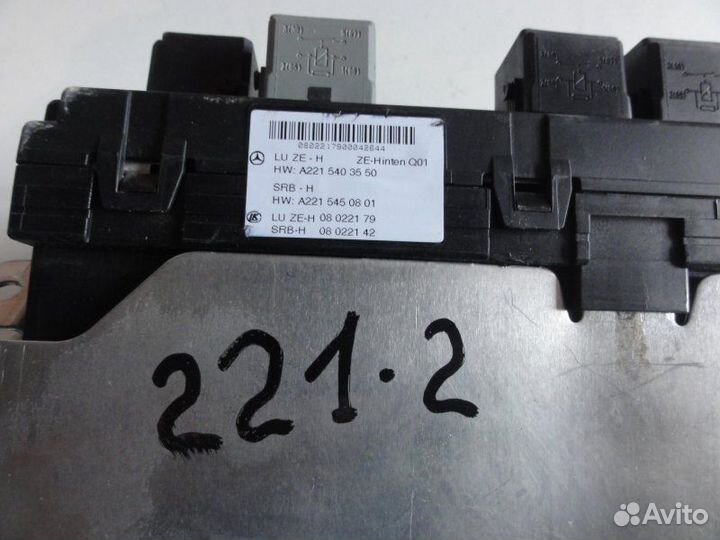 0802217900042844
LU ZE - H ZE-Hinten Q01
HW: A221 540 35 50
SRB - H
HW: A221 545 08 01
LU ZE-H 08 0221 79
SRB-H 08 0221 42
221.2
Avito